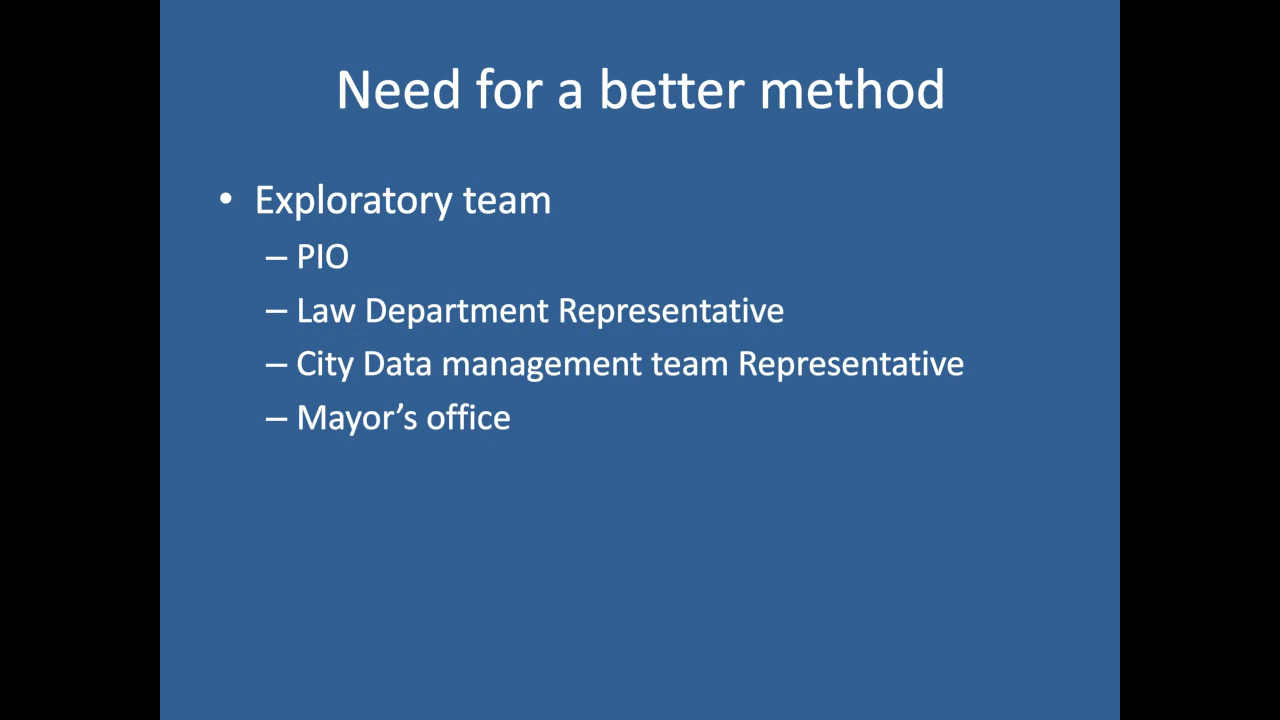 Need for a better method
• Exploratory team
– PIO
– Law Department Representative
– City Data management team Representative
– Mayor’s office